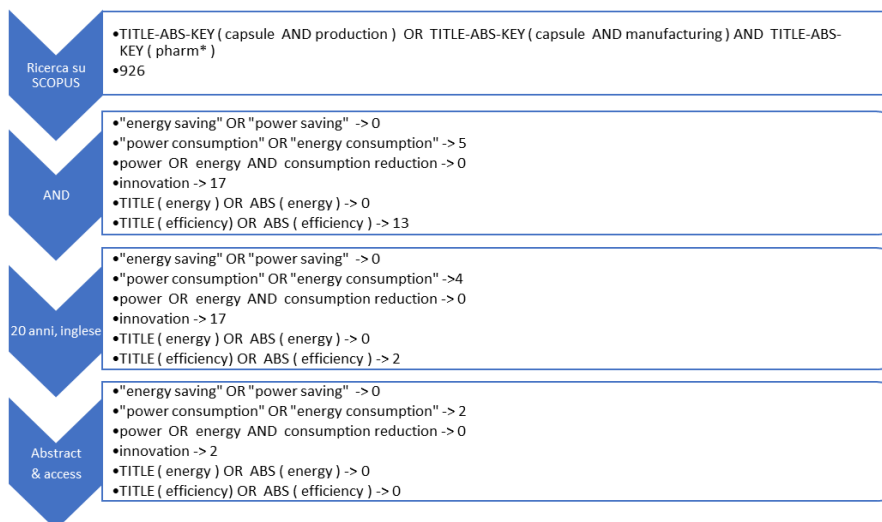 Ricerca su
SCOPUS
•TITLE-ABS-KEY ( capsule AND production ) OR TITLE-ABS-KEY ( capsule AND manufacturing ) AND TITLE-ABS-
KEY ( pharm* )
•926
AND
•"energy saving" OR "power saving" -> 0
•"power consumption" OR "energy consumption" -> 5
•power OR energy AND consumption reduction -> 0
•innovation -> 17
•TITLE ( energy ) OR ABS ( energy ) -> 0
•TITLE ( efficiency) OR ABS ( efficiency ) -> 13
20 anni, inglese
•"energy saving" OR "power saving" -> 0
•"power consumption" OR "energy consumption" ->4
•power OR energy AND consumption reduction -> 0
•innovation -> 17
•TITLE ( energy ) OR ABS ( energy ) -> 0
•TITLE ( efficiency) OR ABS ( efficiency ) -> 2
Abstract
& access
•"energy saving" OR "power saving" -> 0
•"power consumption" OR "energy consumption" -> 2
•power OR energy AND consumption reduction -> 0
•innovation -> 2
•TITLE ( energy ) OR ABS ( energy ) -> 0
•TITLE ( efficiency) OR ABS ( efficiency ) -> 0